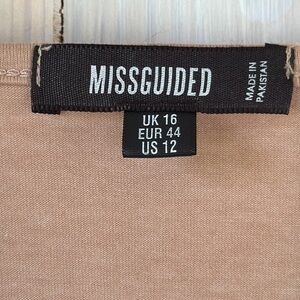 MISSGUIDED
MADE IN
PAKISTAN
UK 16
EUR 44
US 12